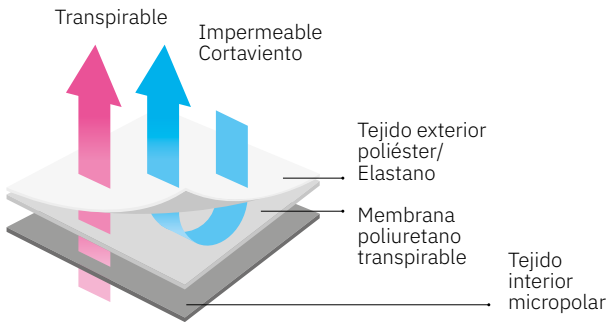 Transpirable
Impermeable
Cortaviento
Tejido exterior
poliéster/
Elastano
Membrana
poliuretano
transpirable
Tejido
interior
micropolar